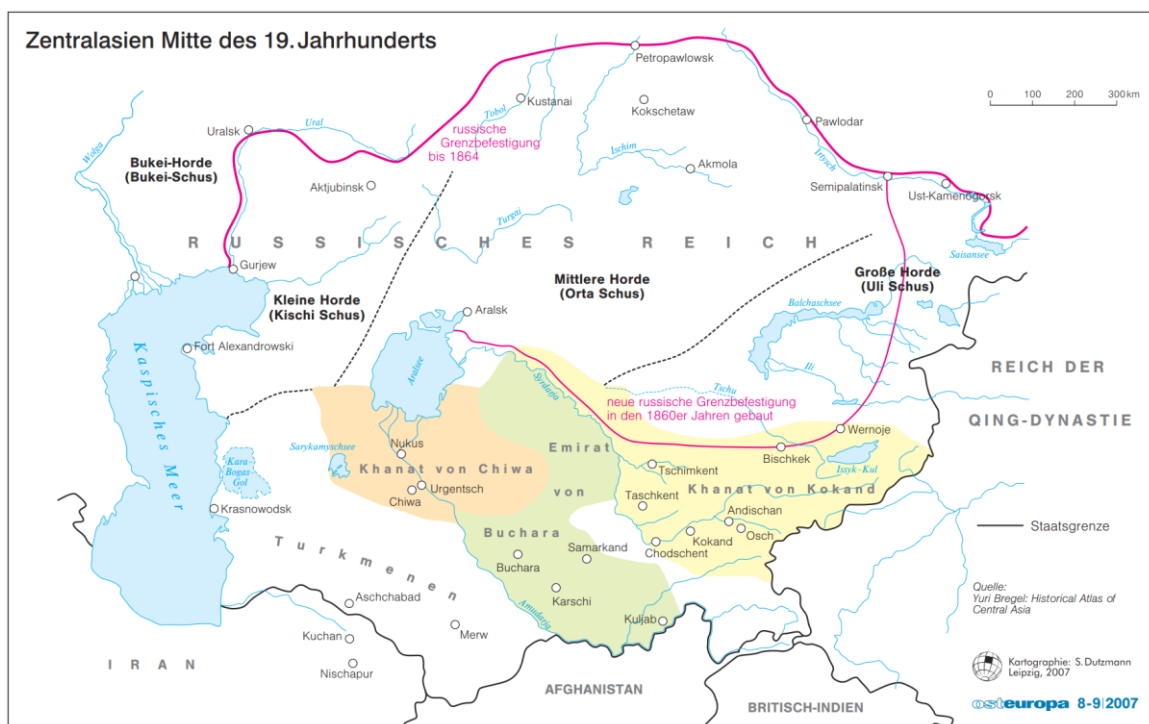 Zentralasien Mitte des 19. Jahrhunderts
Petropawlowsk
Kustanai
Tobol
Kokschetaw
0 100 200 300 km
Uralsk
Ural
russische
Grenzbefestigung
bis 1864
Pawlodar
Wolga
Bukei-Horde
(Bukei-Schus)
Ischim
Irtysch
Akmola
Aktjubinsk
Semipalatinsk
Ust-Kamenogorsk
Turgai
RUSSISCHES REICH
Saisansee
Gurjew
Kleine Horde
(Kischi Schus)
Mittlere Horde
(Orta Schus)
Große Horde
(Uli Schus)
Balchaschsee
Aralsk
Fort Alexandrowski
Kaspisches Meer
Aralsee
Ili
REICH DER
QING-DYNASTIE
Syrdarja
Tschu
neue russische Grenzbefestigung
in den 1860er Jahren gebaut
Wernoje
Nukus
Sarykamyschsee
Emirat
von
Buchara
Bischkek
Issyk-Kul
Kara-
Bogas-
Gol
Khanat von Chiwa
Tschimkent
Urgentsch
Chiwa
Taschkent
Khanat von Kokand
Krasnowodsk
Andischan
Osch
Kokand
Chodschent
Staatsgrenze
Turkmenen
Samarkand
Buchara
Karschi
Quelle:
Yuri Bregel: Historical Atlas of
Central Asia
Aschchabad
Amudarja
Kuljab
Merw
Kuchan
IRAN
Nischapur
AFGHANISTAN
BRITISCH-INDIEN
Kartographie: S. Dutzmann
Leipzig, 2007
osteuropa 8-9|2007